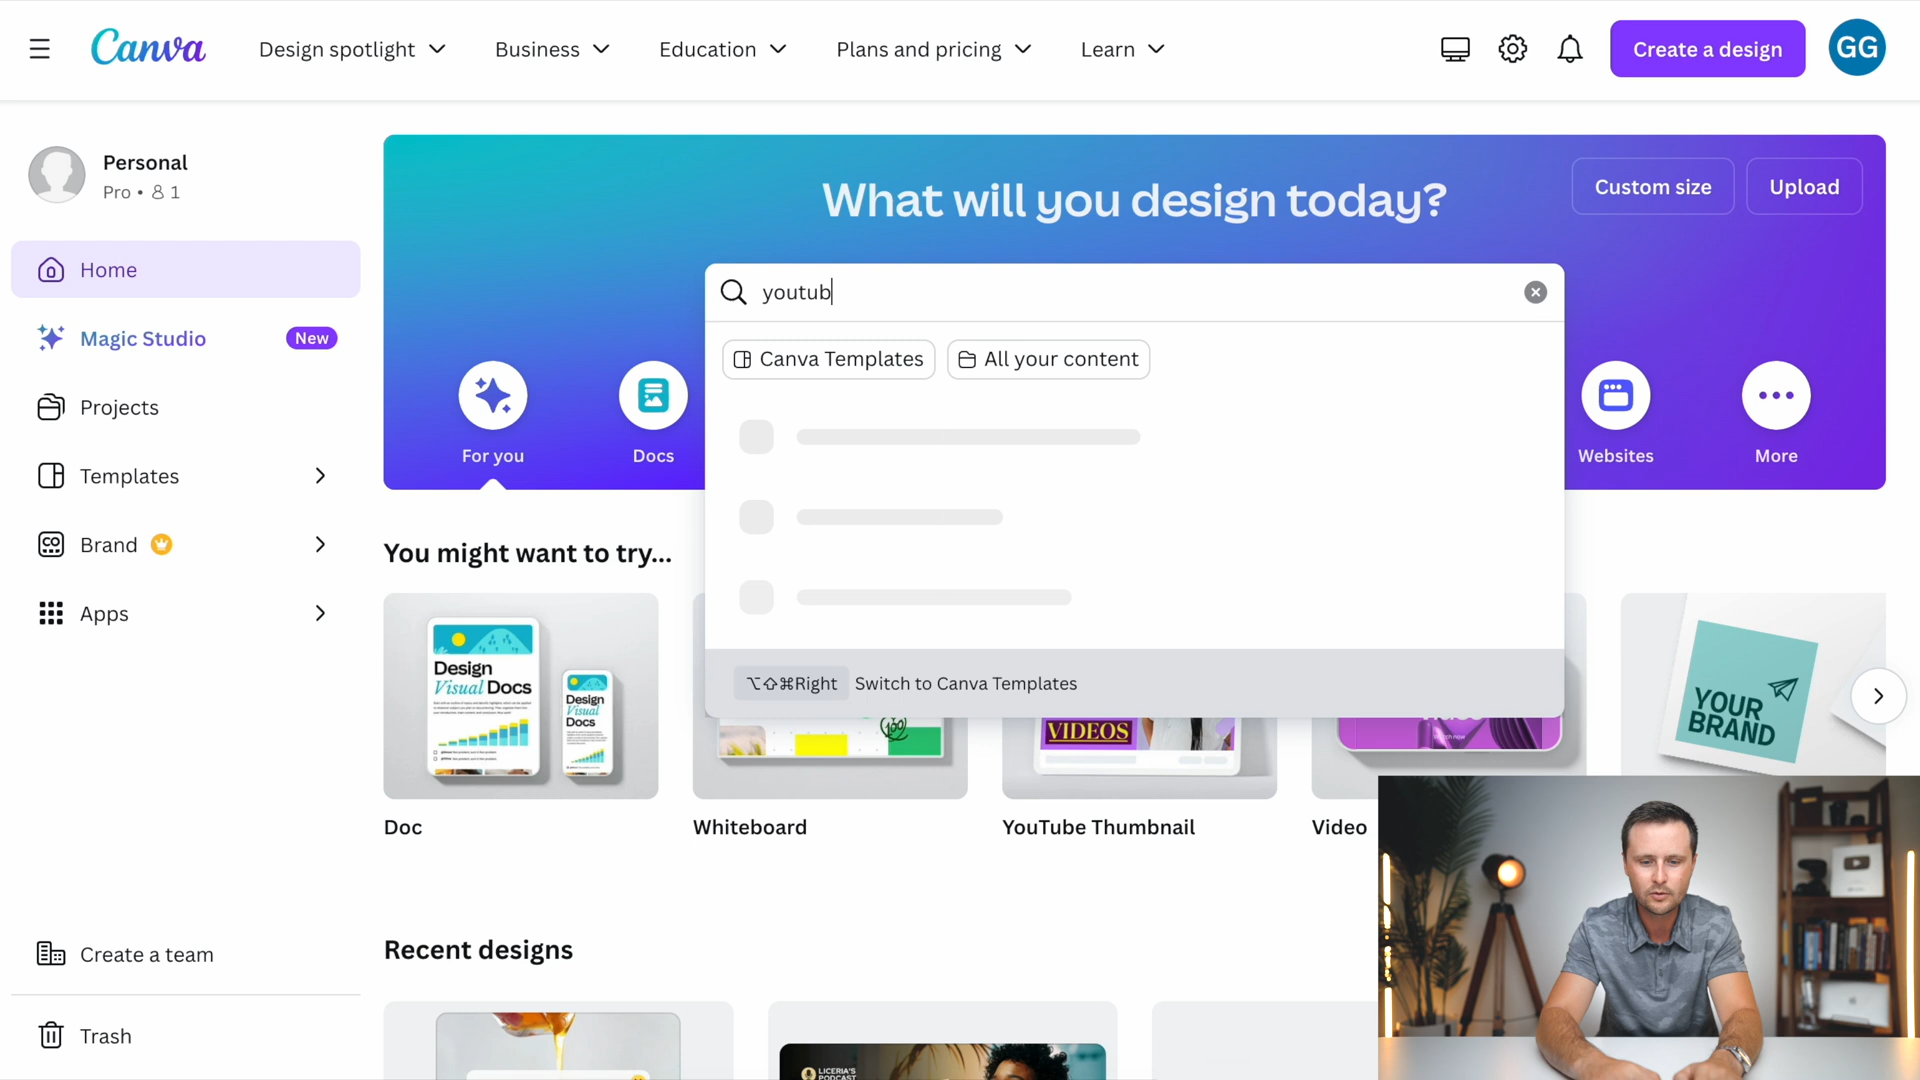 Canva
Design spotlight
Business
Education
Plans and pricing
Learn
Create a design
GG
Personal
Pro • 1
Home
Magic Studio
New
Projects
Templates
Brand
Apps
Create a team
Trash
What will you design today?
Custom size
Upload
youtub
Canva Templates
All your content
⌥⇧⌘Right Switch to Canva Templates
For you
Docs
Websites
More
You might want to try...
Design
Visual Docs
Design
Visual
Docs
100
VIDEOS
YOUR
BRAND
Doc
Whiteboard
YouTube Thumbnail
Video
Recent designs
LICERIA'S
PODCAST